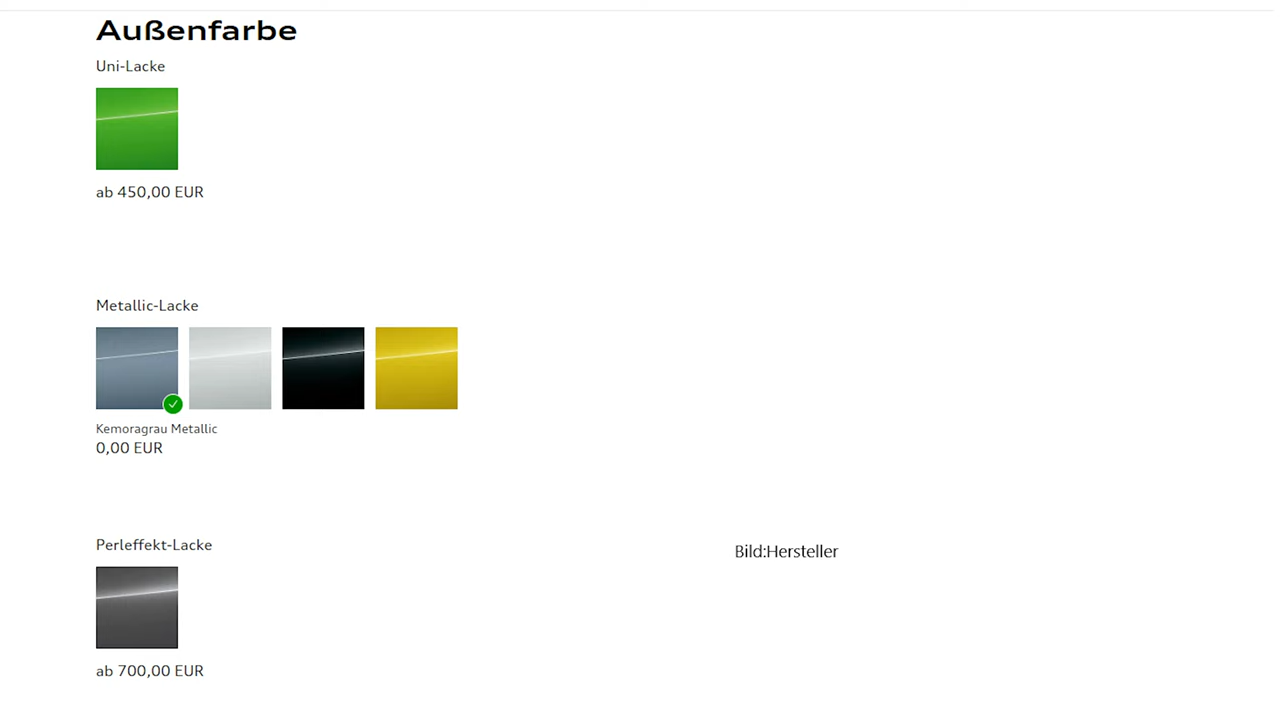 Außenfarbe
Uni-Lacke
ab 450,00 EUR
Metallic-Lacke
Kemoragrau Metallic
0,00 EUR
Perleffekt-Lacke
Bild:Hersteller
ab 700,00 EUR